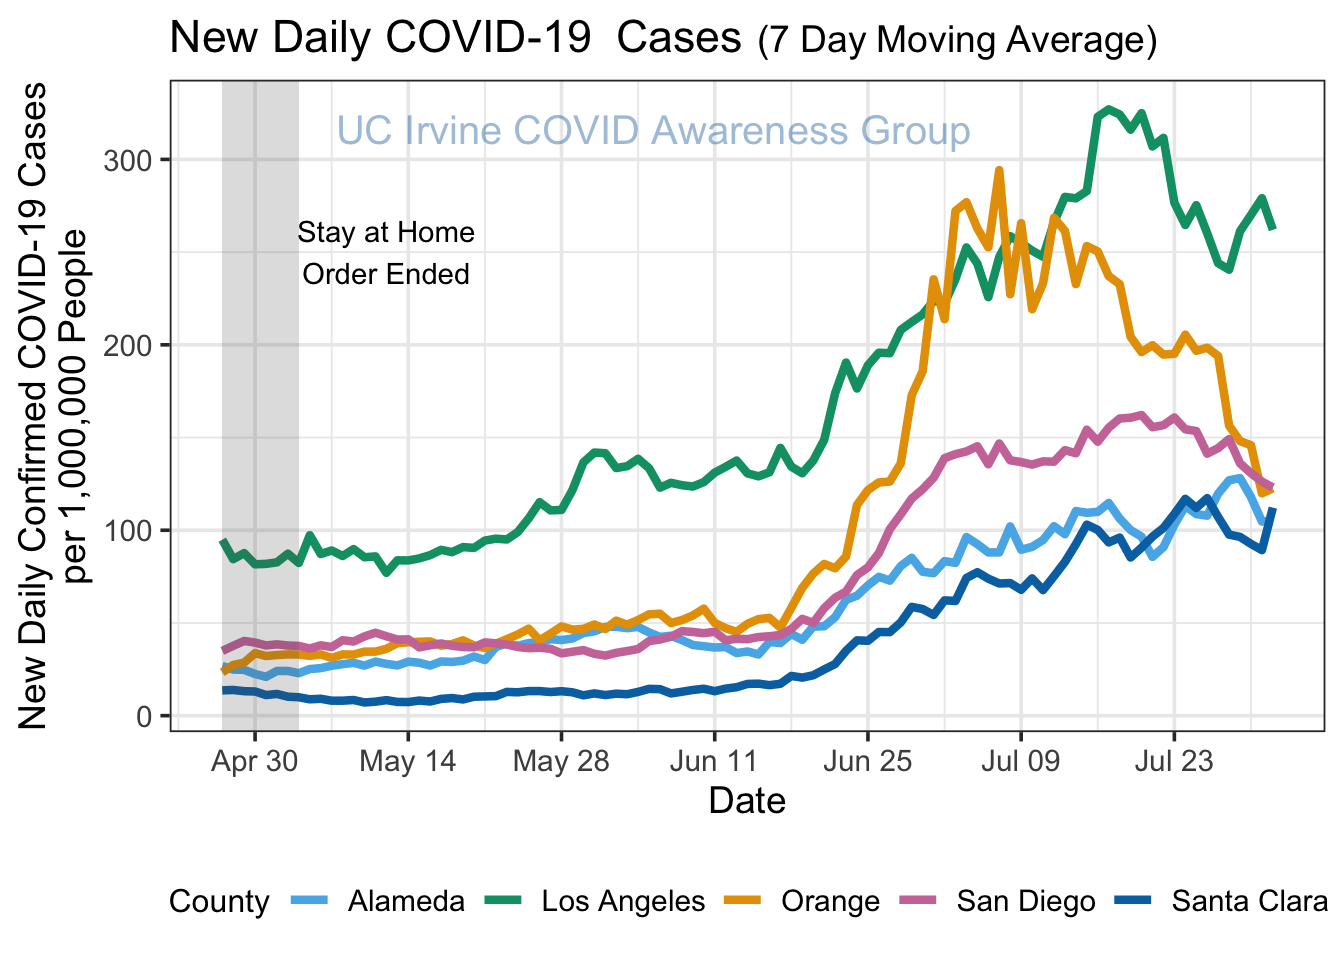 New Daily COVID-19  Cases (7 Day Moving Average)
New Daily Confirmed COVID-19 Cases
per 1,000,000 People
UC Irvine COVID Awareness Group
Stay at Home
Order Ended
300
200
100
0
Apr 30 May 14 May 28 Jun 11 Jun 25 Jul 09 Jul 23
Date
County Alameda Los Angeles Orange San Diego Santa Clara